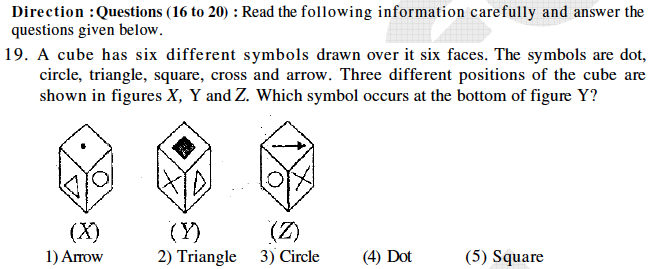 Direction : Questions (16 to 20) : Read the following information carefully and answer the
questions given below.
19. A cube has six different symbols drawn over it six faces. The symbols are dot,
circle, triangle, square, cross and arrow. Three different positions of the cube are
shown in figures X, Y and Z. Which symbol occurs at the bottom of figure Y?
(X) (Y) (Z)
1) Arrow 2) Triangle 3) Circle (4) Dot (5) Square